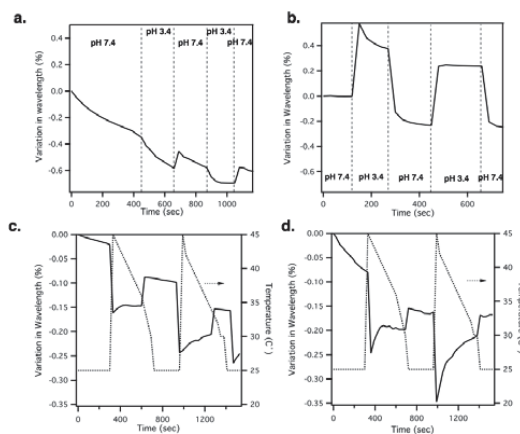 a.
pH 3.4 pH 3.4
pH 7.4 pH 7.4 pH 7.4
0.4
0.2
0.0
-0.2
-0.4
-0.6
Variation in wavelength (%)
0 200 400 600 800 1000
Time (sec)
b.
0.4
0.2
0.0
-0.2
-0.4
-0.6
Variation in wavelength (%)
pH 7.4 pH 3.4 pH 7.4 pH 3.4 pH 7.4
0 200 400 600
Time (sec)
c.
0.00
-0.05
-0.10
-0.15
-0.20
-0.25
-0.30
-0.35
Variation in Wavelength (%)
45
40
35
30
25
20
Temperature (C˚)
0 400 800 1200
Time (sec)
d.
0.00
-0.05
-0.10
-0.15
-0.20
-0.25
-0.30
-0.35
Variation in Wavelength (%)
45
40
35
30
25
20
0 400 800 1200
Time (sec)